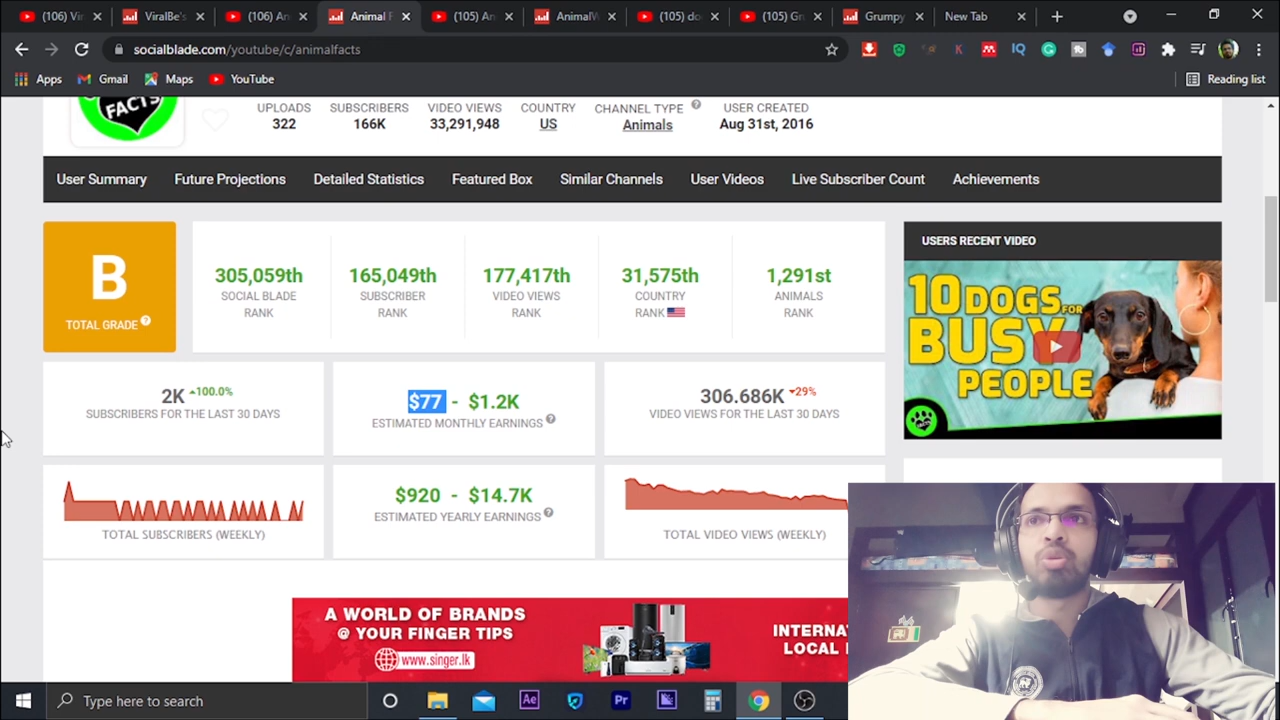 (106) Vir
ViralBe's
(106) An
Animal F
(105) An
AnimalW
(105) do
(105) Gr
Grumpy
New Tab
socialblade.com/youtube/c/animalfacts
Apps
Gmail
Maps
YouTube
Reading list
FACTS
UPLOADS
322
SUBSCRIBERS
166K
VIDEO VIEWS
33,291,948
COUNTRY
US
CHANNEL TYPE ?
Animals
USER CREATED
Aug 31st, 2016
User Summary
Future Projections
Detailed Statistics
Featured Box
Similar Channels
User Videos
Live Subscriber Count
Achievements
B
TOTAL GRADE ?
305,059th
SOCIAL BLADE
RANK
165,049th
SUBSCRIBER
RANK
177,417th
VIDEO VIEWS
RANK
31,575th
COUNTRY
RANK
1,291st
ANIMALS
RANK
USERS RECENT VIDEO
10 DOGS FOR
BUSY
PEOPLE
FACTS
2K 100.0%
SUBSCRIBERS FOR THE LAST 30 DAYS
$77 - $1.2K
ESTIMATED MONTHLY EARNINGS ?
306.686K 29%
VIDEO VIEWS FOR THE LAST 30 DAYS
TOTAL SUBSCRIBERS (WEEKLY)
$920 - $14.7K
ESTIMATED YEARLY EARNINGS ?
TOTAL VIDEO VIEWS (WEEKLY)
A WORLD OF BRANDS
@ YOUR FINGER TIPS
www.singer.lk
INTERNAT
LOCAL
Type here to search
Ae
Pr